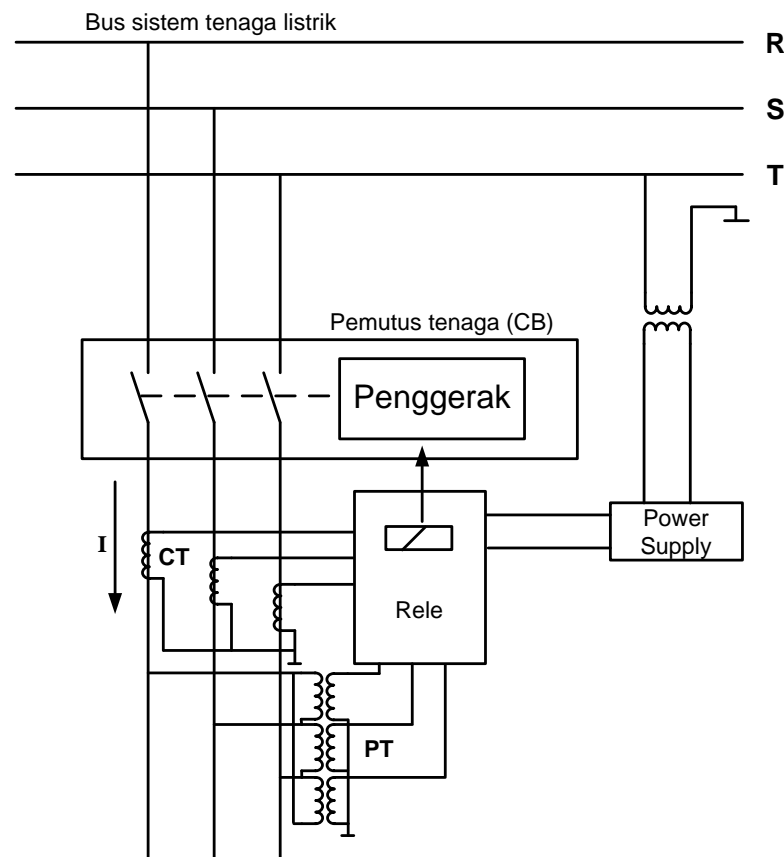 Bus sistem tenaga listrik
R
S
T
Pemutus tenaga (CB)
Penggerak
I
CT
Power
Supply
Rele
PT